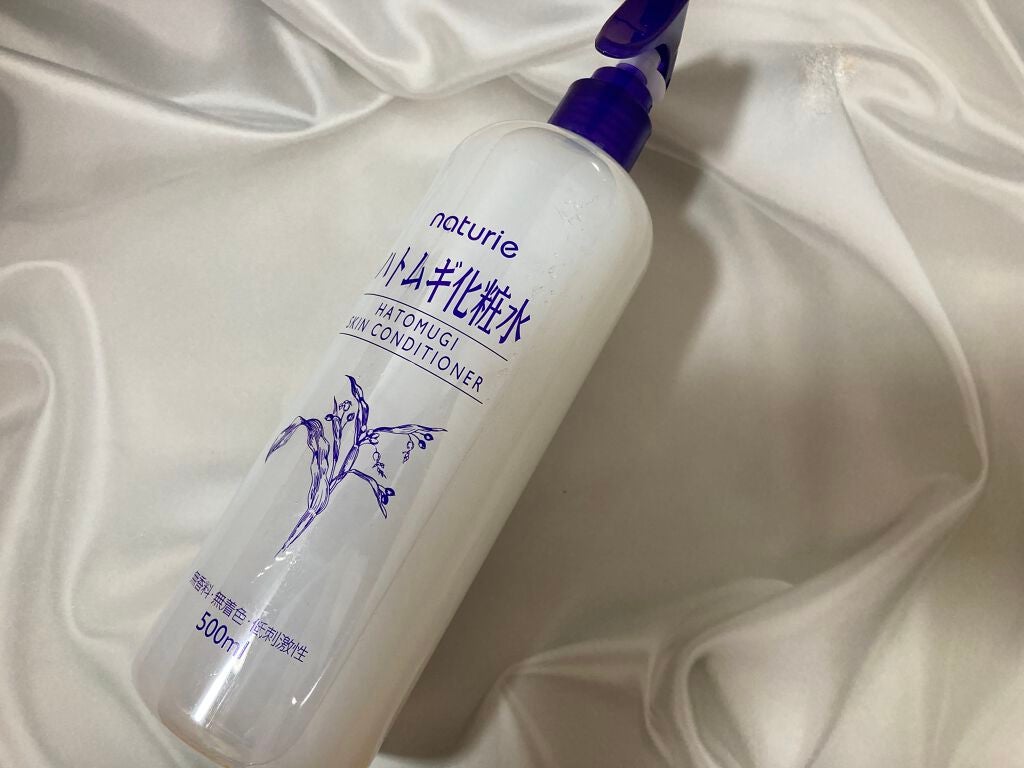 naturie
ハトムギ化粧水
HATOMUGI
SKIN CONDITIONER
無香料・無着色・低刺激性
500ml